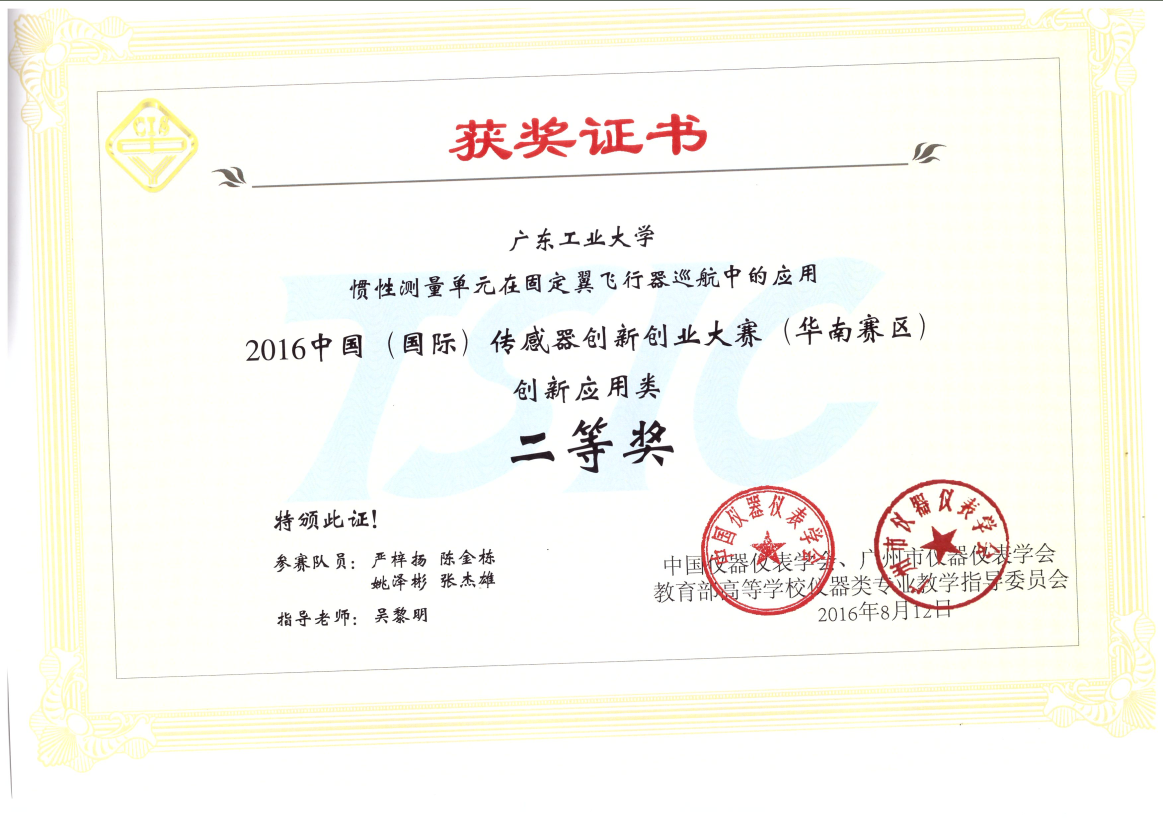 获奖证书
广东工业大学
惯性测量单元在固定翼飞行器巡航中的应用
2016中国（国际）传感器创新创业大赛（华南赛区）
创新应用类
二等奖
TSIC
特颁此证!
参赛队员：严梓扬 陈金栋
姚泽彬 张杰雄
指导老师：吴黎明
中国仪器仪表学会
广州市仪器仪表学会
中国仪器仪表学会、广州市仪器仪表学会
教育部高等学校仪器类专业教学指导委员会
2016年8月12日